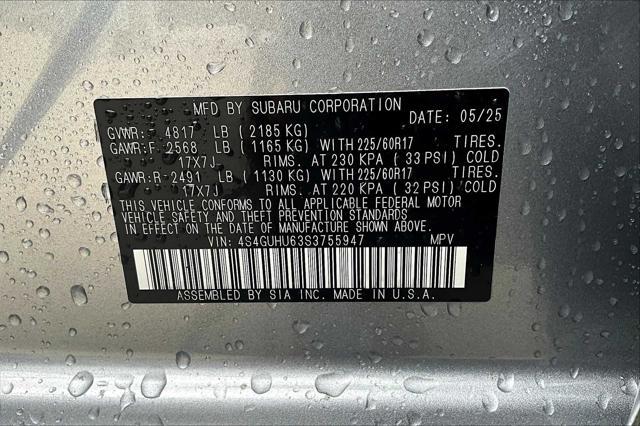 MFD BY SUBARU CORPORATION DATE: 05/25
GVWR: 4817 LB (2185 KG)
GAWR:F 2568 LB (1165 KG) WITH 225/60R17 TIRES.
17X7J RIMS. AT 230 KPA (33 PSI) COLD
GAWR:R 2491 LB (1130 KG) WITH 225/60R17 TIRES.
17X7J RIMS. AT 220 KPA (32 PSI) COLD
THIS VEHICLE CONFORMS TO ALL APPLICABLE FEDERAL MOTOR
VEHICLE SAFETY AND THEFT PREVENTION STANDARDS
IN EFFECT ON THE DATE OF MANUFACTURE SHOWN ABOVE.
VIN: 4S4GUHU63S3755947 MPV
ASSEMBLED BY SIA INC. MADE IN U.S.A.